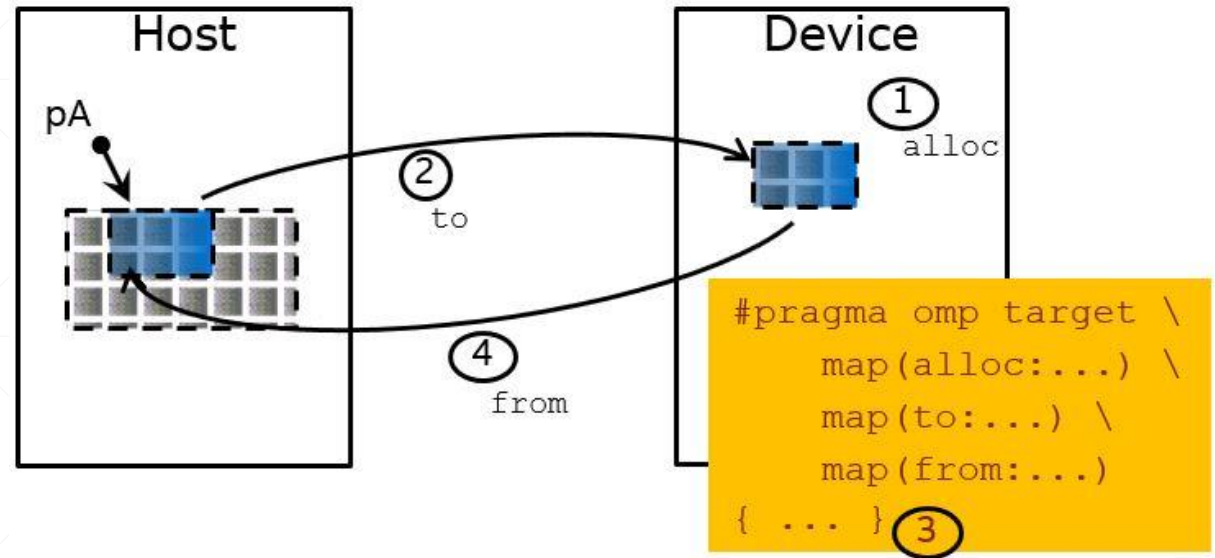 Host
Device
pA
1
alloc
2
to
4
from
#pragma omp target \
map(alloc:...) \
map(to:...) \
map(from:...)
{ ... } 3